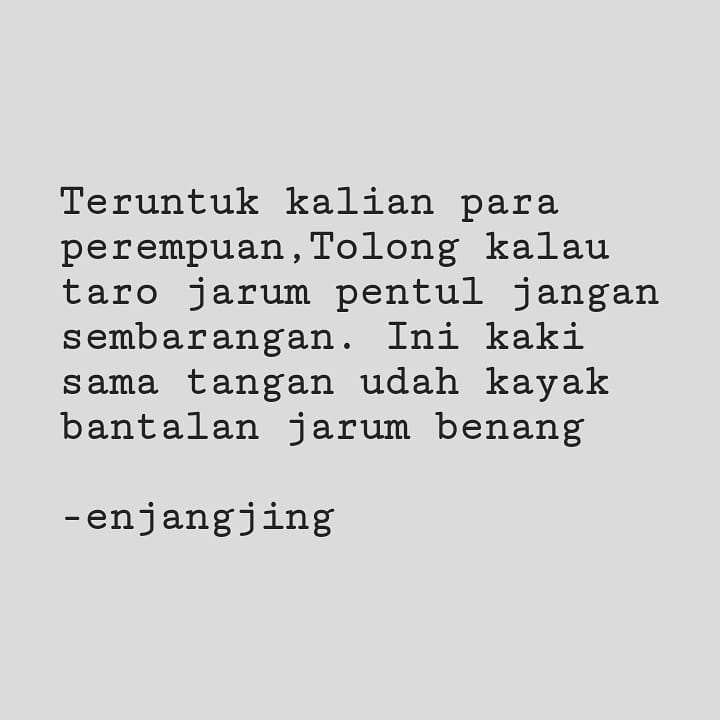 Teruntuk kalian para
perempuan,Tolong kalau
taro jarum pentul jangan
sembarangan. Ini kaki
sama tangan udah kayak
bantalan jarum benang
-enjangjing